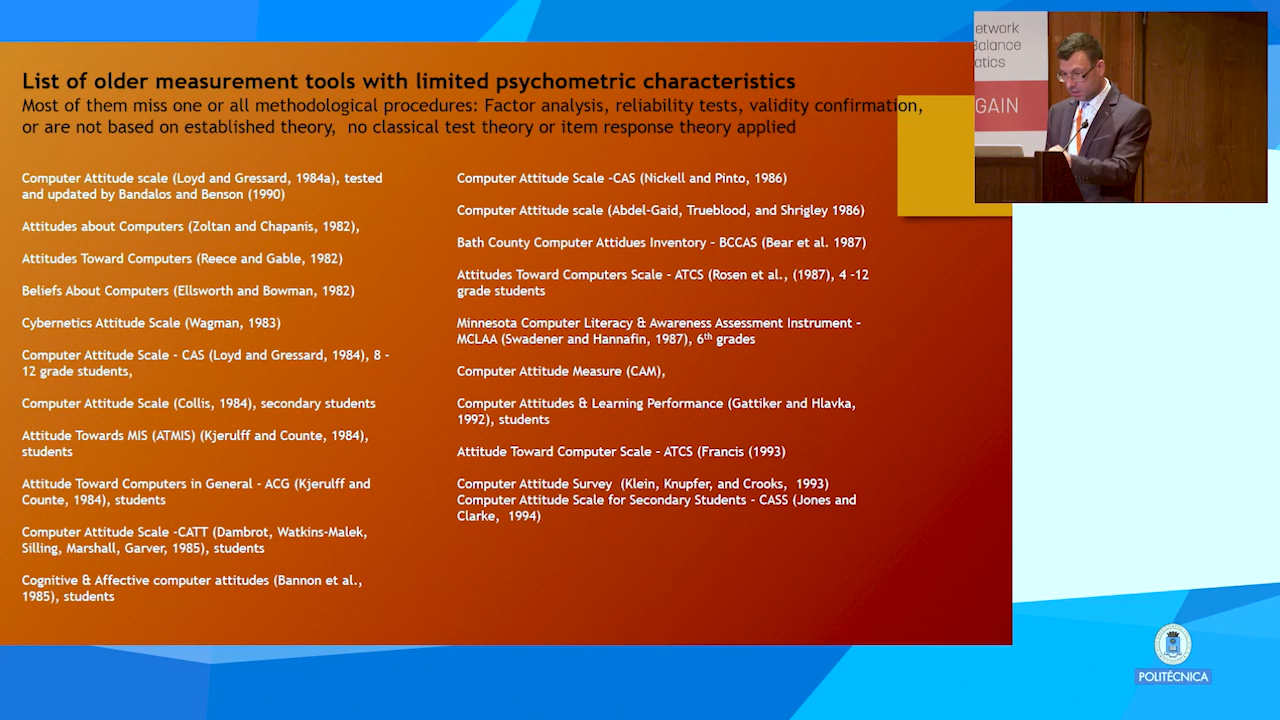 List of older measurement tools with limited psychometric characteristics
Most of them miss one or all methodological procedures: Factor analysis, reliability tests, validity confirmation,
or are not based on established theory, no classical test theory or item response theory applied
Computer Attitude scale (Loyd and Gressard, 1984a), tested
and updated by Bandalos and Benson (1990)
Attitudes about Computers (Zoltan and Chapanis, 1982),
Attitudes Toward Computers (Reece and Gable, 1982)
Beliefs About Computers (Ellsworth and Bowman, 1982)
Cybernetics Attitude Scale (Wagman, 1983)
Computer Attitude Scale - CAS (Loyd and Gressard, 1984), 8 -
12 grade students,
Computer Attitude Scale (Collis, 1984), secondary students
Attitude Towards MIS (ATMIS) (Kjerulff and Counte, 1984),
students
Attitude Toward Computers in General - ACG (Kjerulff and
Counte, 1984), students
Computer Attitude Scale -CATT (Dambrot, Watkins-Malek,
Silling, Marshall, Garver, 1985), students
Cognitive & Affective computer attitudes (Bannon et al.,
1985), students
Computer Attitude Scale -CAS (Nickell and Pinto, 1986)
Computer Attitude scale (Abdel-Gaid, Trueblood, and Shrigley 1986)
Bath County Computer Attidues Inventory – BCCAS (Bear et al. 1987)
Attitudes Toward Computers Scale – ATCS (Rosen et al., (1987), 4 -12
grade students
Minnesota Computer Literacy & Awareness Assessment Instrument –
MCLAA (Swadener and Hannafin, 1987), 6th grades
Computer Attitude Measure (CAM),
Computer Attitudes & Learning Performance (Gattiker and Hlavka,
1992), students
Attitude Toward Computer Scale – ATCS (Francis (1993)
Computer Attitude Survey (Klein, Knupfer, and Crooks, 1993)
Computer Attitude Scale for Secondary Students - CASS (Jones and
Clarke, 1994)
etwork
Balance
atics
GAIN
POLITÉCNICA